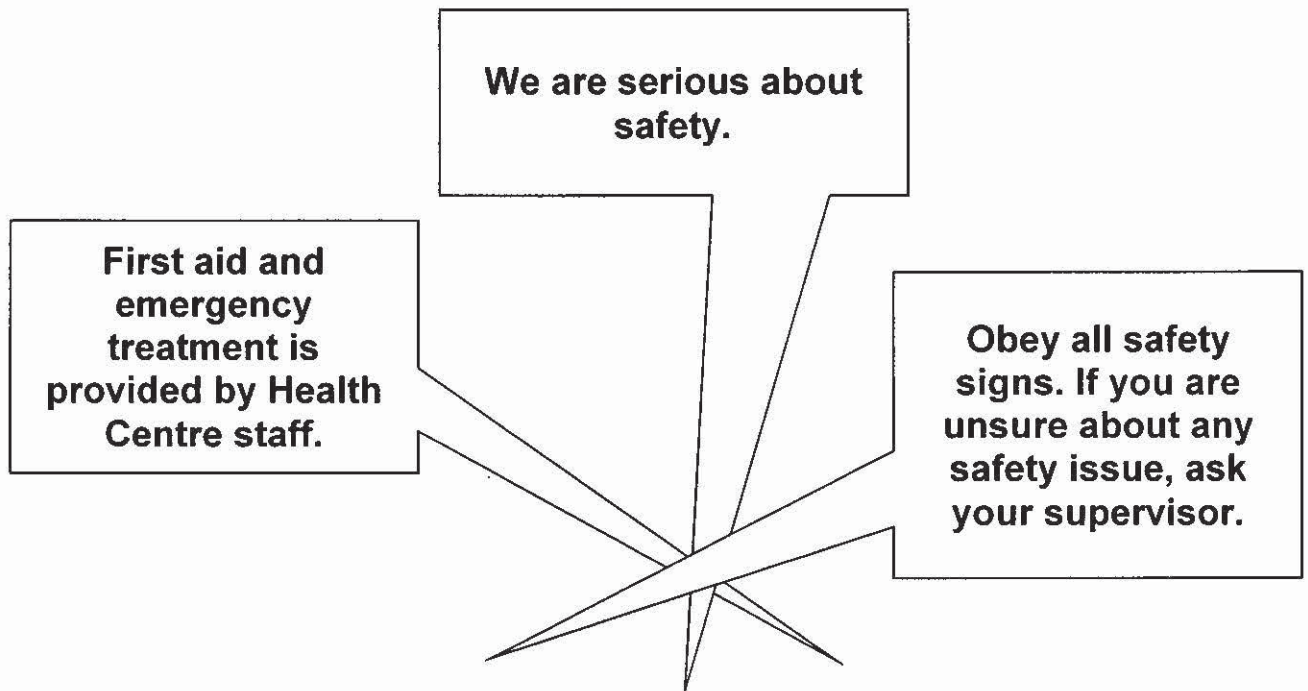 We are serious about
safety.
First aid and
emergency
treatment is
provided by Health
Centre staff.
Obey all safety
signs. If you are
unsure about any
safety issue, ask
your supervisor.